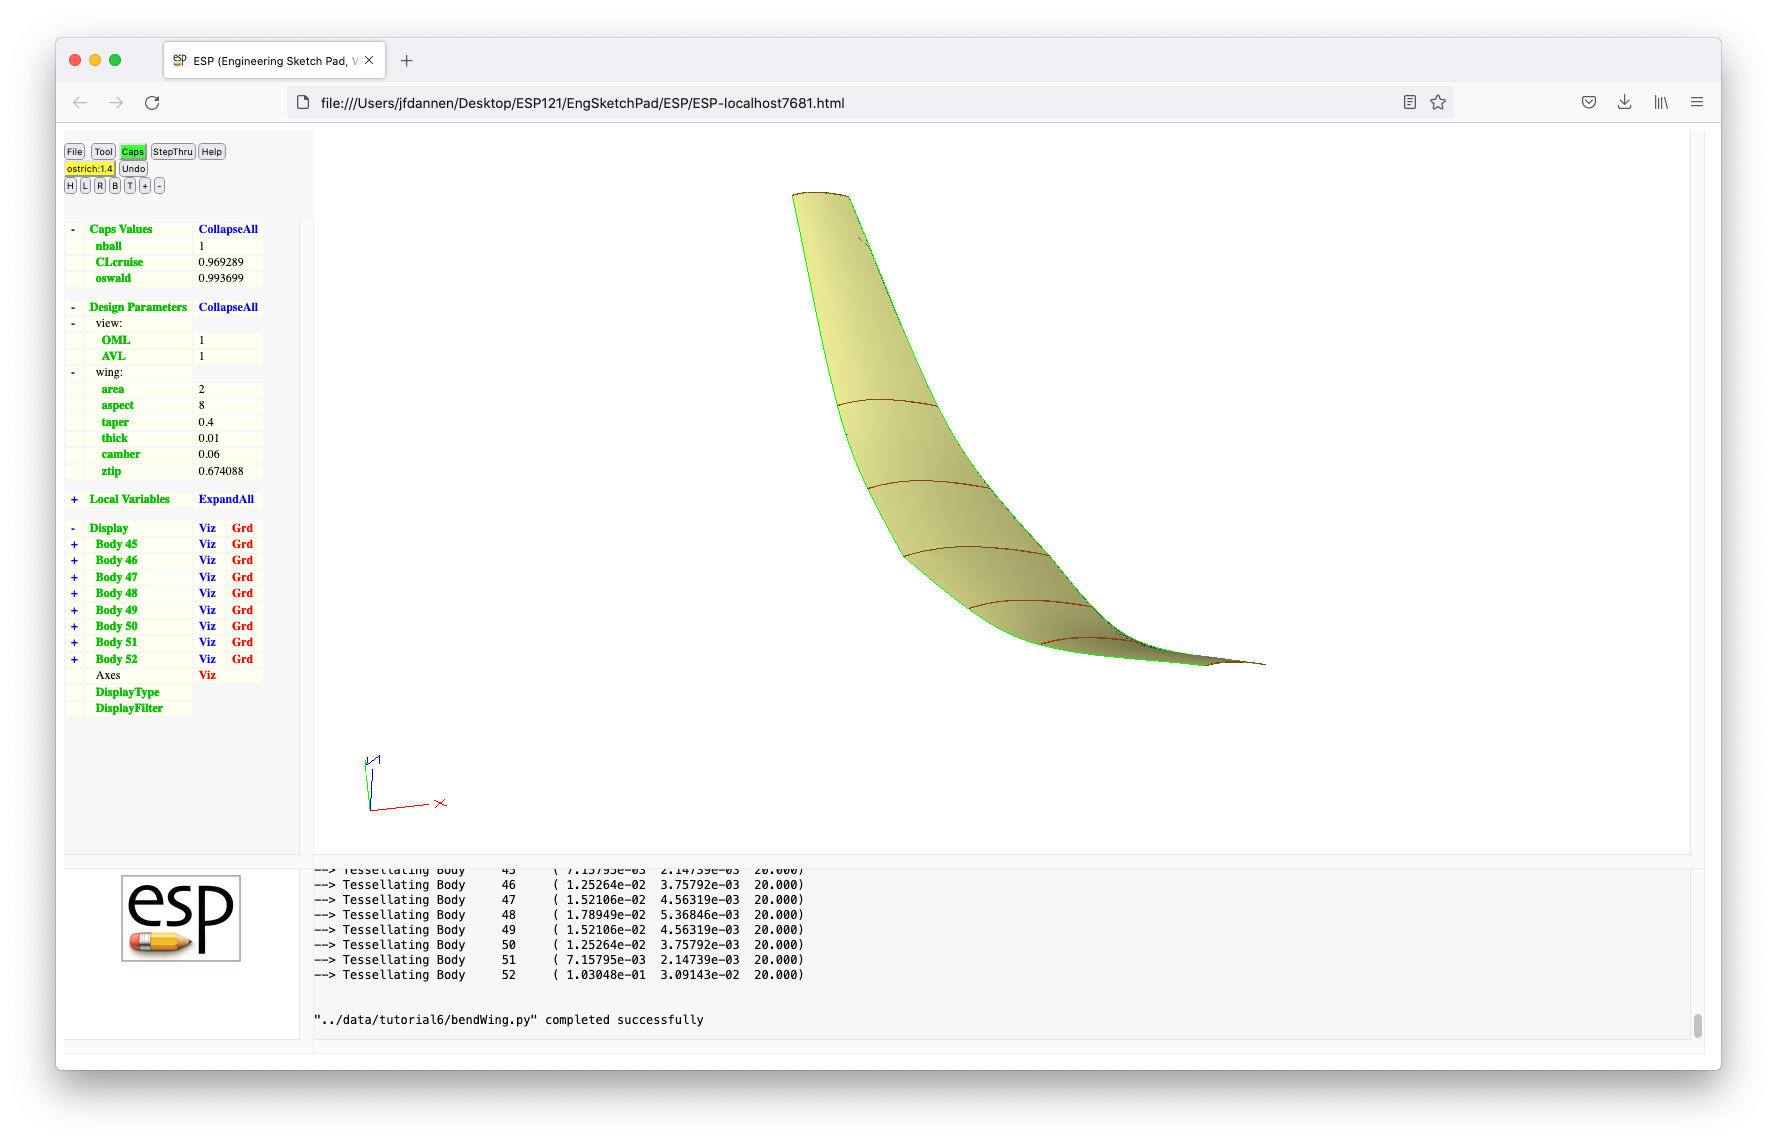 esp ESP (Engineering Sketch Pad, V
file:///Users/jfdannen/Desktop/ESP121/EngSketchPad/ESP/ESP-localhost7681.html
File Tool Caps StepThru Help
ostrich:1.4 Undo
H L R B T + -
- Caps Values CollapseAll
nball 1
CLcruise 0.969289
oswald 0.993699
- Design Parameters CollapseAll
- view:
OML 1
AVL 1
- wing:
area 2
aspect 8
taper 0.4
thick 0.01
camber 0.06
ztip 0.674088
+ Local Variables ExpandAll
- Display Viz Grd
+ Body 45 Viz Grd
+ Body 46 Viz Grd
+ Body 47 Viz Grd
+ Body 48 Viz Grd
+ Body 49 Viz Grd
+ Body 50 Viz Grd
+ Body 51 Viz Grd
+ Body 52 Viz Grd
Axes Viz
DisplayType
DisplayFilter
X
esp
--> Tessellating Body 45 ( 7.15795e-03 2.14739e-03 20.000)
--> Tessellating Body 46 ( 1.25264e-02 3.75792e-03 20.000)
--> Tessellating Body 47 ( 1.52106e-02 4.56319e-03 20.000)
--> Tessellating Body 48 ( 1.78949e-02 5.36846e-03 20.000)
--> Tessellating Body 49 ( 1.52106e-02 4.56319e-03 20.000)
--> Tessellating Body 50 ( 1.25264e-02 3.75792e-03 20.000)
--> Tessellating Body 51 ( 7.15795e-03 2.14739e-03 20.000)
--> Tessellating Body 52 ( 1.03048e-01 3.09143e-02 20.000)
"../data/tutorial6/bendWing.py" completed successfully